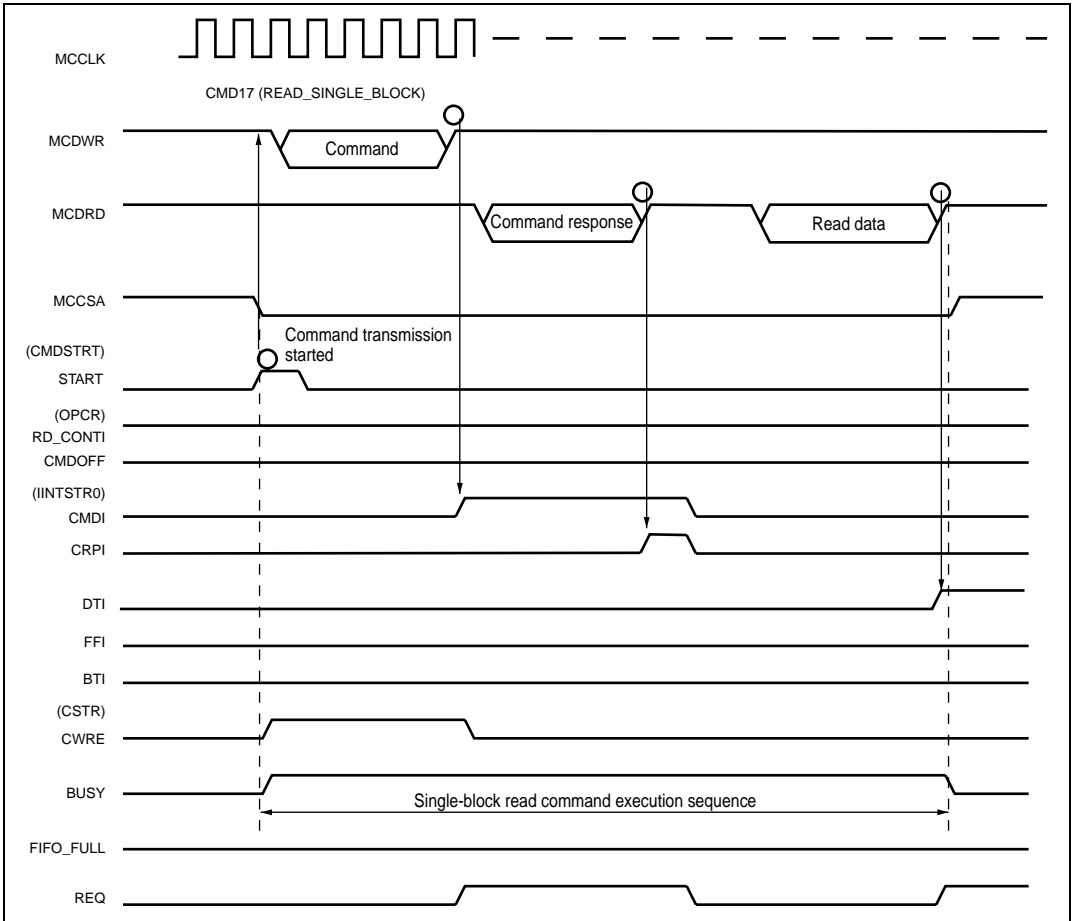 MCCLK
CMD17 (READ_SINGLE_BLOCK)
MCDWR
Command
MCDRD
Command response
Read data
MCCSA
Command transmission
started
(CMDSTRT)
START
(OPCR)
RD_CONTI
CMDOFF
(IINTSTR0)
CMDI
CRPI
DTI
FFI
BTI
(CSTR)
CWRE
BUSY
Single-block read command execution sequence
FIFO_FULL
REQ